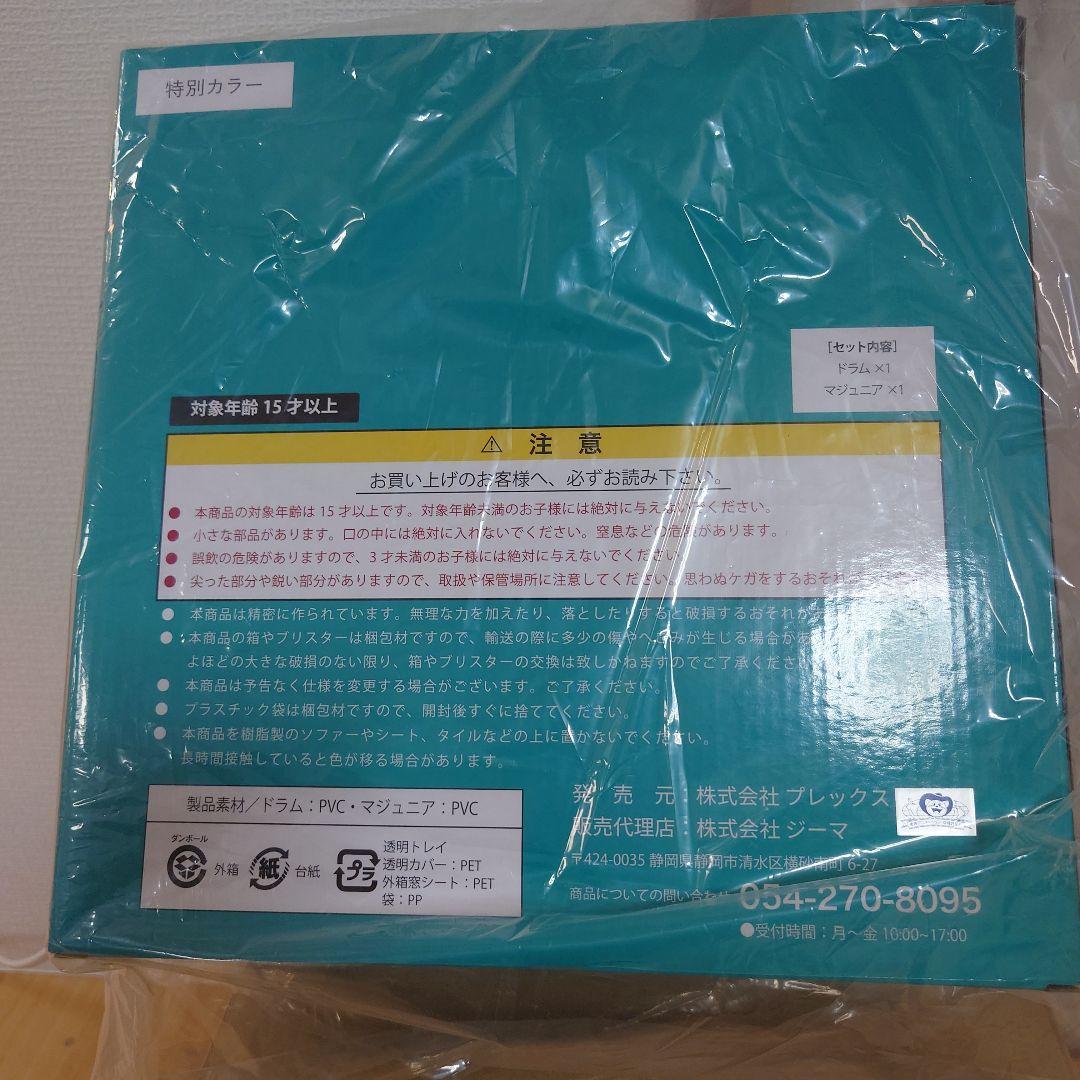 特別カラー
[セット内容]
ドラム ×1
マジュニア ×1
対象年齢 15 才以上
注 意
お買い上げのお客様へ、必ずお読み下さい。
● 本商品の対象年齢は 15 才以上です。対象年齢未満のお子様には絶対に与えないでください。
● 小さな部品があります。口の中には絶対に入れないでください。窒息などの危険があります。
● 誤飲の危険がありますので、3 才未満のお子様には絶対に与えないでください。
● 尖った部分や鋭い部分がありますので、取扱や保管場所に注意してください。思わぬケガをするおそれ
● 本商品は精密に作られています。無理な力を加えたり、落としたりすると破損するおそれが
● 本商品の箱やブリスターは梱包材ですので、輸送の際に多少の傷やへこみが生じる場合が
よほどの大きな破損のない限り、箱やブリスターの交換は致しかねますのでご了承ください
● 本商品は予告なく仕様を変更する場合がございます。ご了承ください。
● プラスチック袋は梱包材ですので、開封後すぐに捨ててください。
● 本商品を樹脂製のソファーやシート、タイルなどの上に置かないでください。
長時間接触していると色が移る場合があります。
製品素材／ドラム：PVC・マジュニア：PVC
ダンボール
外箱
紙
台紙
プラ
透明トレイ
透明カバー：PET
外箱窓シート：PET
袋：PP
発 売 元 株式会社 プレックス
販売代理店：株式会社 ジーマ
〒424-0035 静岡県静岡市清水区横砂南町 6-27
商品についての問い合わ 054-270-8095
●受付時間：月～金 10:00~17:00